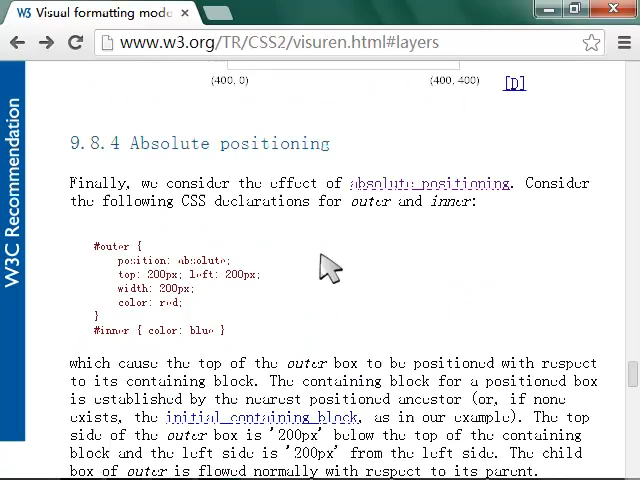 Visual formatting mode
www.w3.org/TR/CSS2/visuren.html#layers
(400, 0) (400, 400) [D]
W3C Recommendation
9.8.4 Absolute positioning
Finally, we consider the effect of absolute positioning. Consider
the following CSS declarations for outer and inner:
#outer {
position: absolute;
top: 200px; left: 200px;
width: 200px;
color: red;
}
#inner { color: blue }
which cause the top of the outer box to be positioned with respect
to its containing block. The containing block for a positioned box
is established by the nearest positioned ancestor (or, if none
exists, the initial containing block, as in our example). The top
side of the outer box is '200px' below the top of the containing
block and the left side is '200px' from the left side. The child
box of outer is flowed normally with respect to its parent.